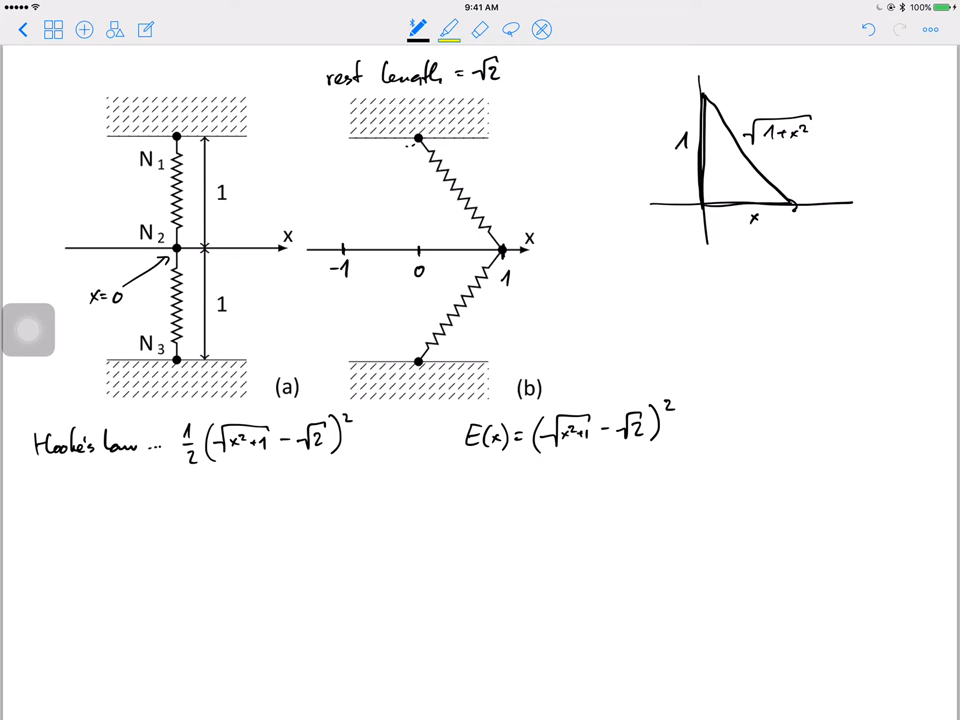 9:41 AM
100%
rest length = √2
N1
1
N2
x
x=0
1
N3
(a)
x
-1
0
1
(b)
1
√(1+x²)
x
Hooke's Law ... 1/2 (√(x²+1) - √2)²
E(x) = (√(x²+1) - √2)²